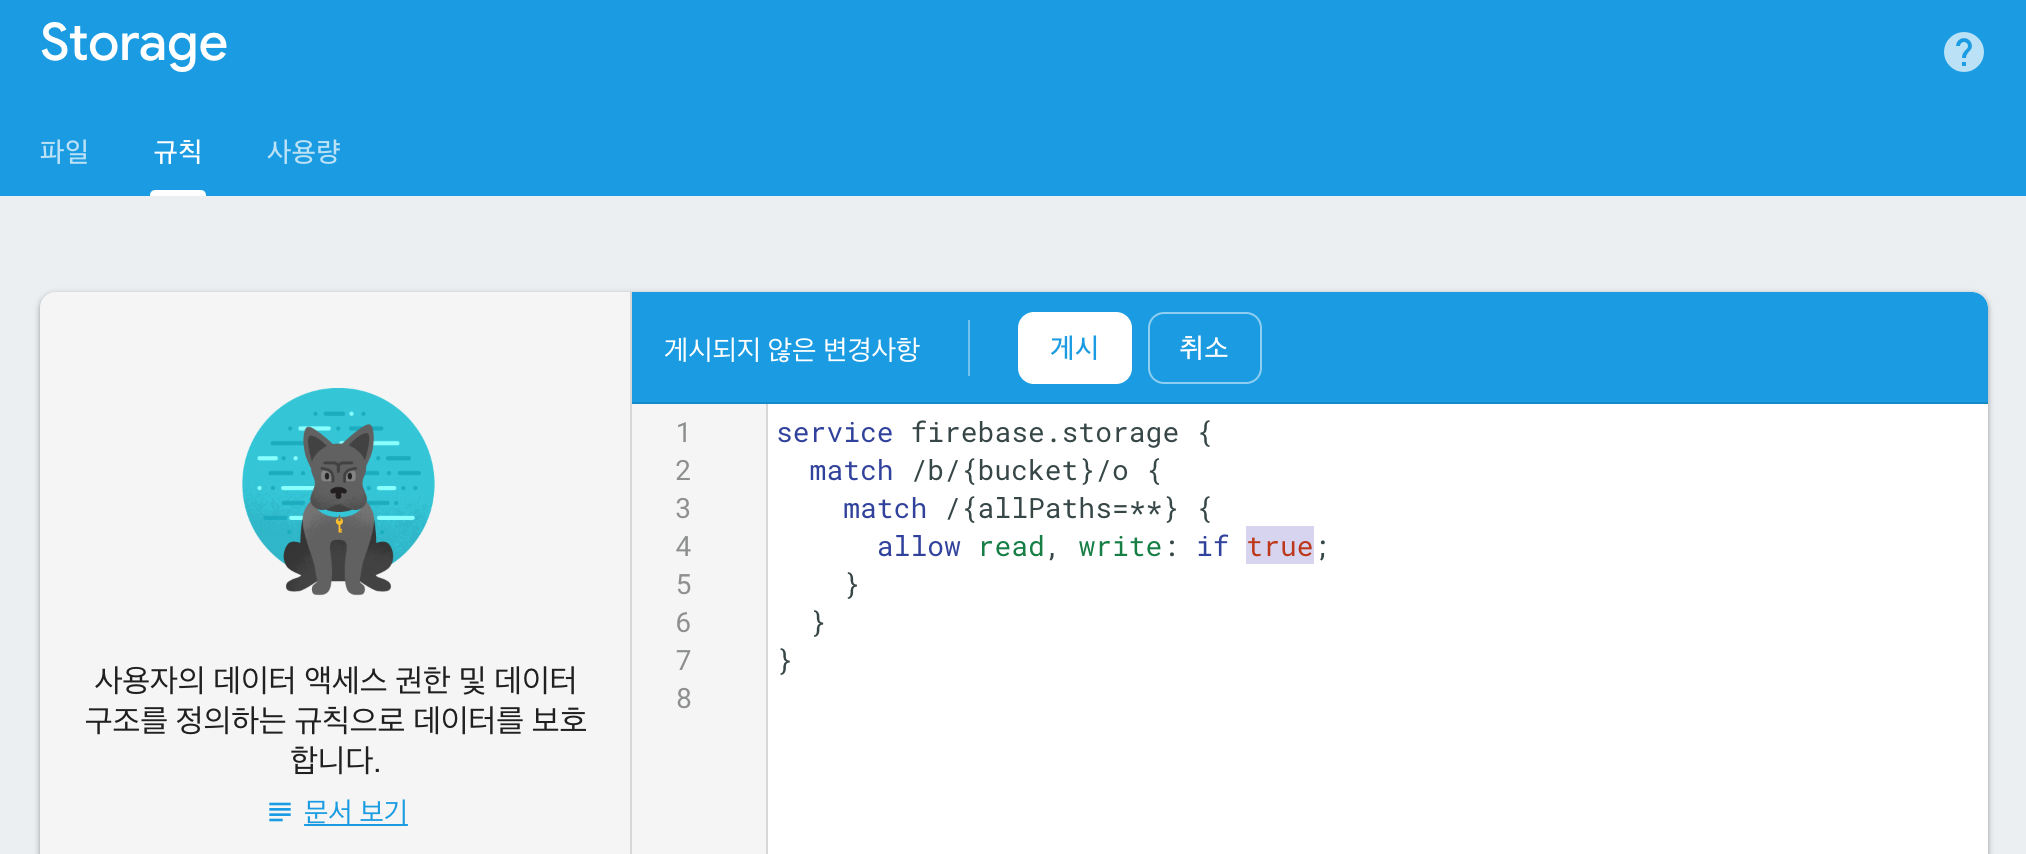 Storage
?
파일 규칙 사용량
게시되지 않은 변경사항 게시 취소
사용자의 데이터 액세스 권한 및 데이터
구조를 정의하는 규칙으로 데이터를 보호
합니다.
문서 보기
1 service firebase.storage {
2   match /b/{bucket}/o {
3     match /{allPaths=**} {
4       allow read, write: if true;
5     }
6   }
7 }
8